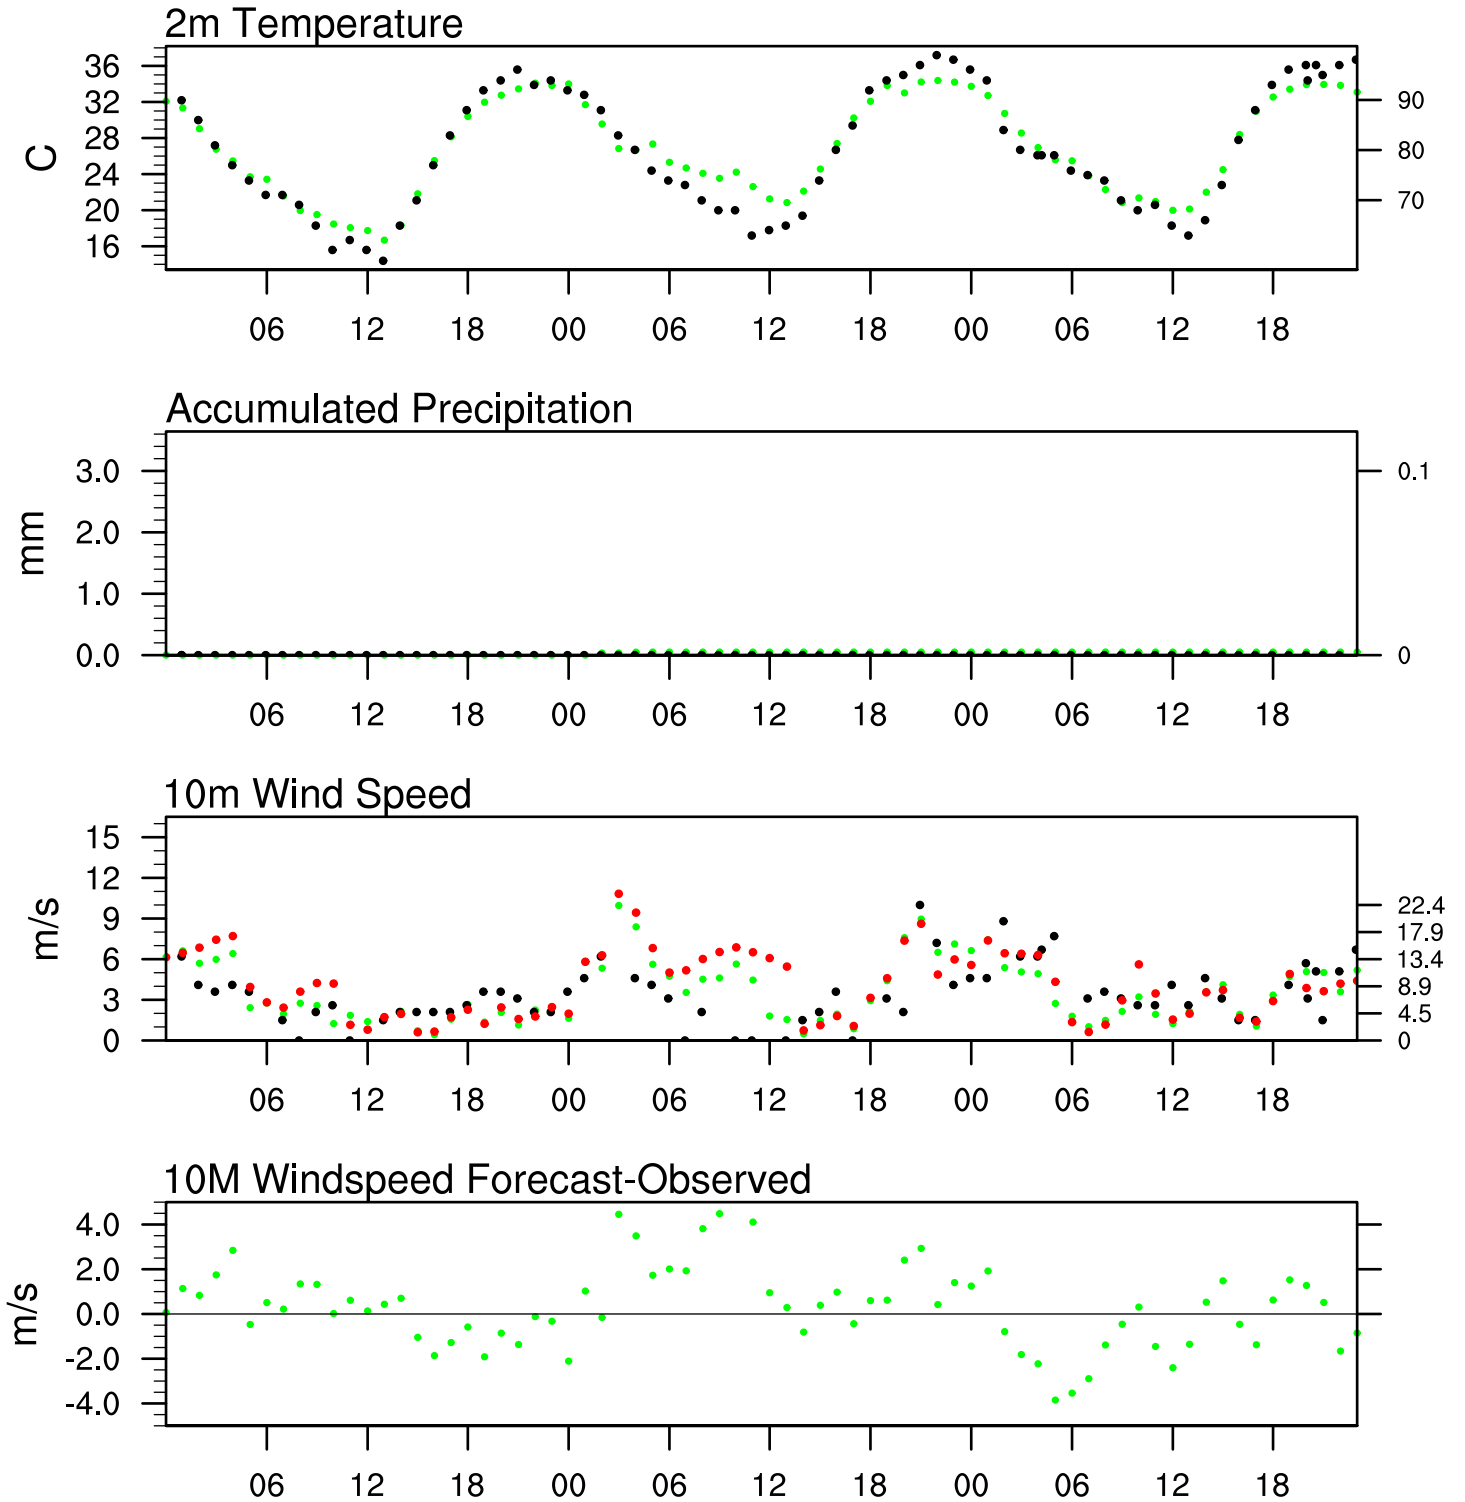 2m Temperature
C
36
32
28
24
20
16
90
80
70
06 12 18 00 06 12 18 00 06 12 18
Accumulated Precipitation
mm
3.0
2.0
1.0
0.0
0.1
0
06 12 18 00 06 12 18 00 06 12 18
10m Wind Speed
m/s
15
12
9
6
3
0
22.4
17.9
13.4
8.9
4.5
0
06 12 18 00 06 12 18 00 06 12 18
10M Windspeed Forecast-Observed
m/s
4.0
2.0
0.0
-2.0
-4.0
06 12 18 00 06 12 18 00 06 12 18